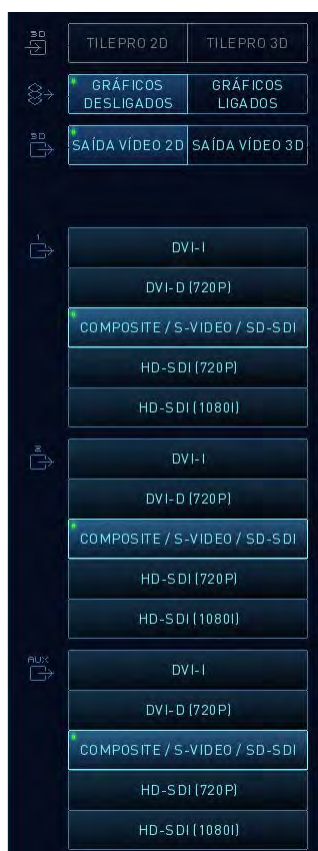 3D
TILEPRO 2D
TILEPRO 3D
GRÁFICOS
DESLIGADOS
GRÁFICOS
LIGADOS
3D
SAÍDA VÍDEO 2D
SAÍDA VÍDEO 3D
1
DVI-I
DVI-D (720P)
COMPOSITE / S-VIDEO / SD-SDI
HD-SDI (720P)
HD-SDI (1080I)
2
DVI-I
DVI-D (720P)
COMPOSITE / S-VIDEO / SD-SDI
HD-SDI (720P)
HD-SDI (1080I)
AUX
DVI-I
DVI-D (720P)
COMPOSITE / S-VIDEO / SD-SDI
HD-SDI (720P)
HD-SDI (1080I)